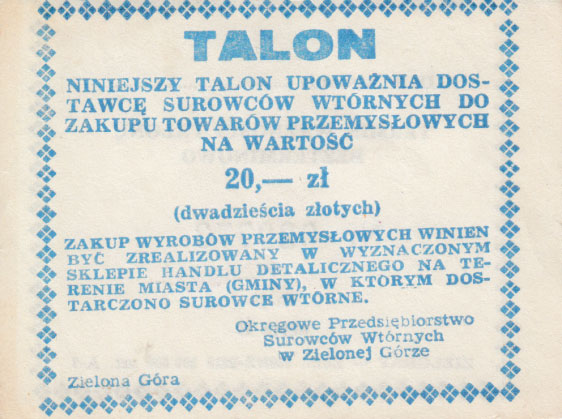 TALON
NINIEJSZY TALON UPOWAŻNIA DOS-
TAWCĘ SUROWCÓW WTÓRNYCH DO
ZAKUPU TOWARÓW PRZEMYSŁOWYCH
NA WARTOŚĆ
20,— zł
(dwadzieścia złotych)
ZAKUP WYROBÓW PRZEMYSŁOWYCH WINIEN
BYĆ ZREALIZOWANY W WYZNACZONYM
SKLEPIE HANDLU DETALICZNEGO NA TE-
RENIE MIASTA (GMINY), W KTÓRYM DOS-
TARCZONO SUROWCE WTÓRNE.
Okręgowe Przedsiębiorstwo
Surowców Wtórnych
w Zielonej Górze
Zielona Góra